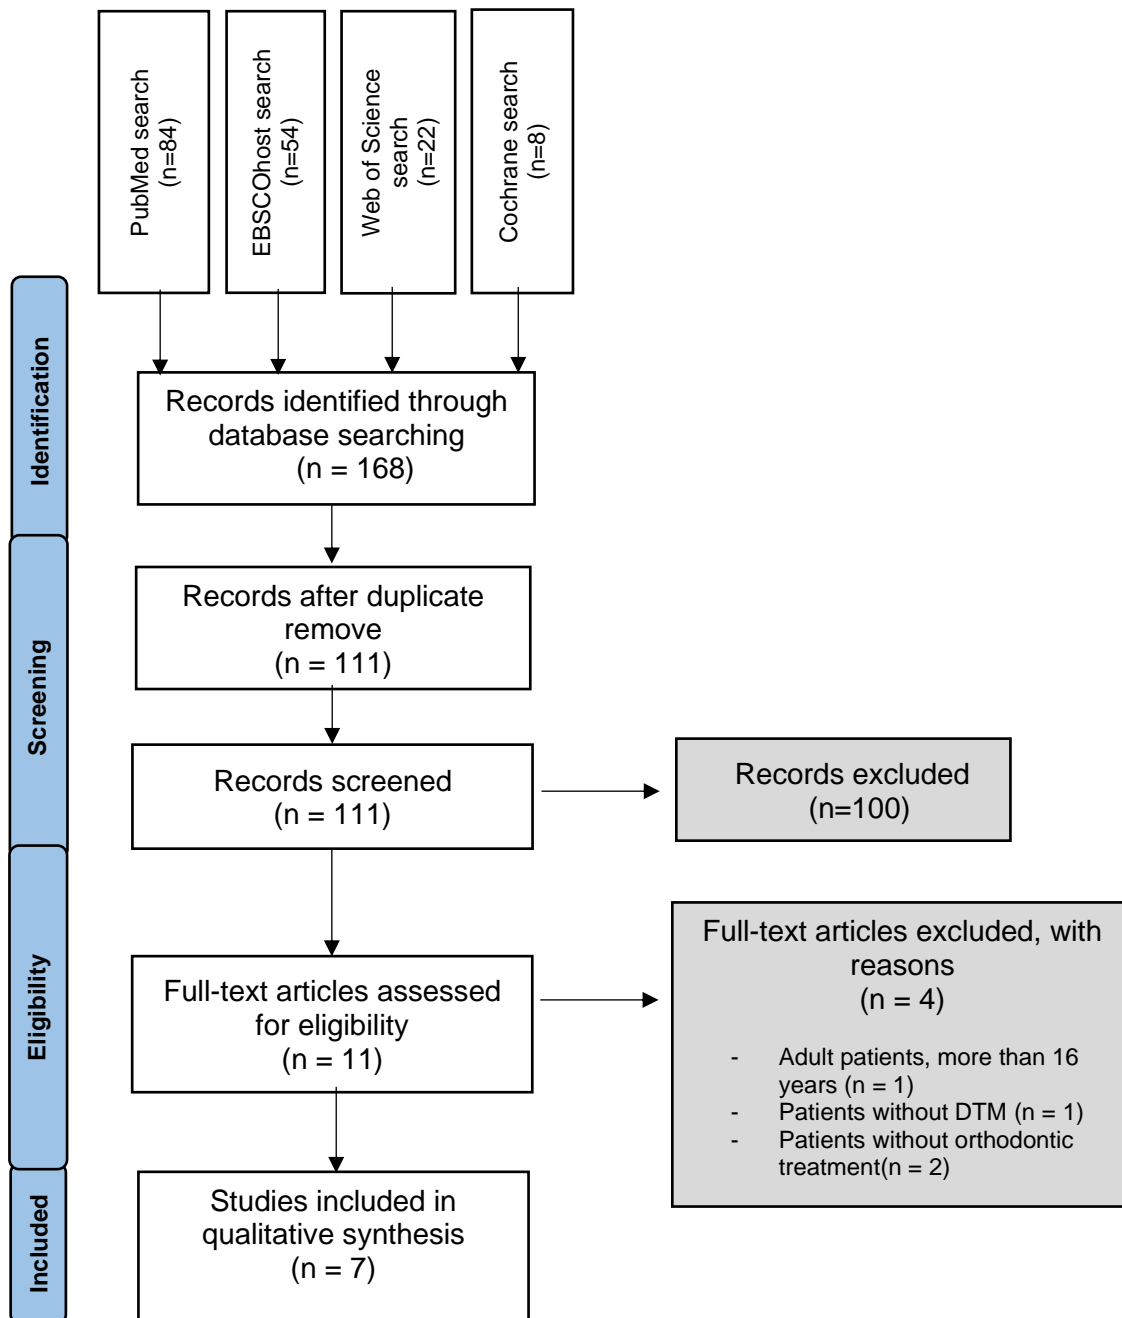 PubMed search
(n=84)
EBSCOhost search
(n=54)
Web of Science
search
(n=22)
Cochrane search
(n=8)
Identification
Records identified through
database searching
(n = 168)
Screening
Records after duplicate
remove
(n = 111)
Records screened
(n = 111)
Records excluded
(n=100)
Eligibility
Full-text articles assessed
for eligibility
(n = 11)
Full-text articles excluded, with
reasons
(n = 4)
- Adult patients, more than 16
years (n = 1)
- Patients without DTM (n = 1)
- Patients without orthodontic
treatment(n = 2)
Included
Studies included in
qualitative synthesis
(n = 7)